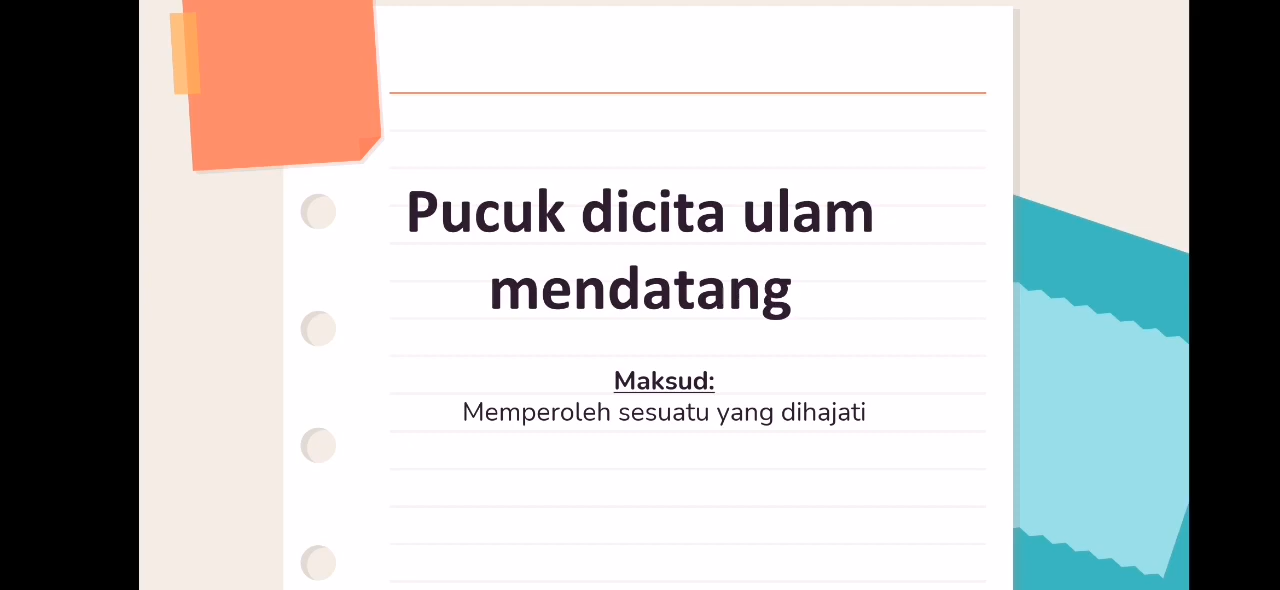 Pucuk dicita ulam
mendatang
Maksud:
Memperoleh sesuatu yang dihajati